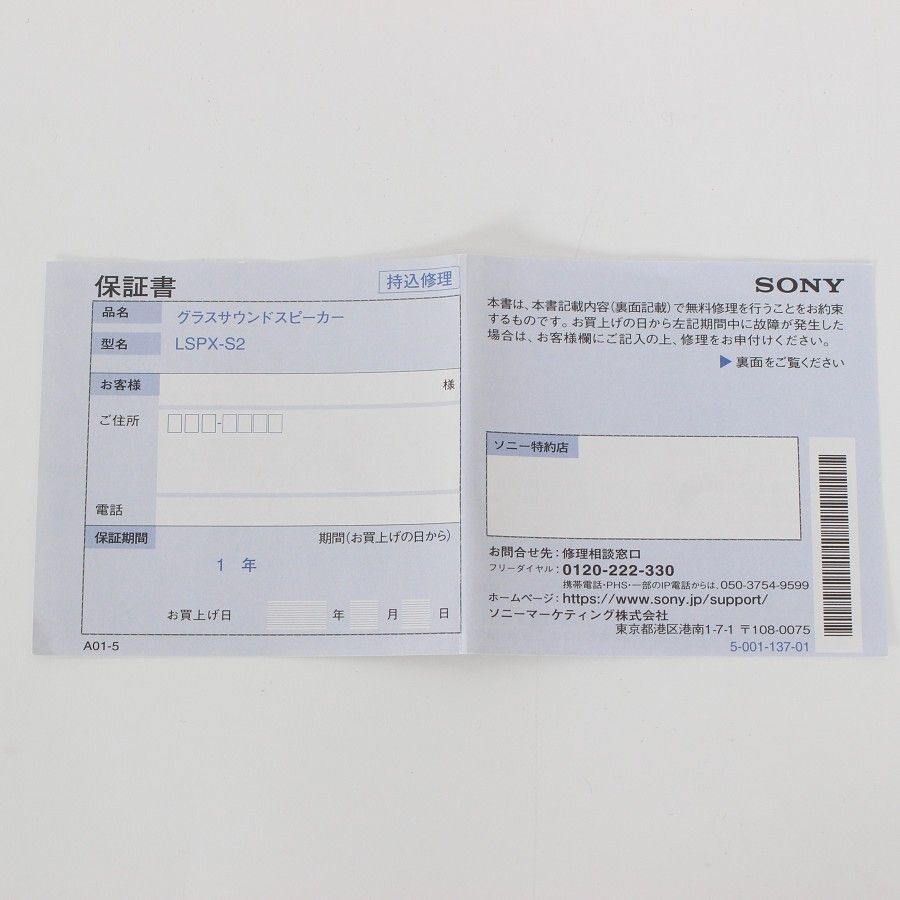 保証書
持込修理
品名
グラスサウンドスピーカー
型名
LSPX-S2
お客様
様
ご住所
電話
保証期間
期間(お買上げの日から)
1 年
お買上げ日
年
月
日
A01-5
SONY
本書は、本書記載内容(裏面記載)で無料修理を行うことをお約束
するものです。お買上げの日から左記期間中に故障が発生した
場合は、お客様欄にご記入の上、修理をお申付けください。
▶ 裏面をご覧ください
ソニー特約店
お問合せ先:修理相談窓口
フリーダイヤル:0120-222-330
携帯電話・PHS・一部のIP電話からは、050-3754-9599
ホームページ:https://www.sony.jp/support/
ソニーマーケティング株式会社
東京都港区港南1-7-1 〒108-0075
5-001-137-01